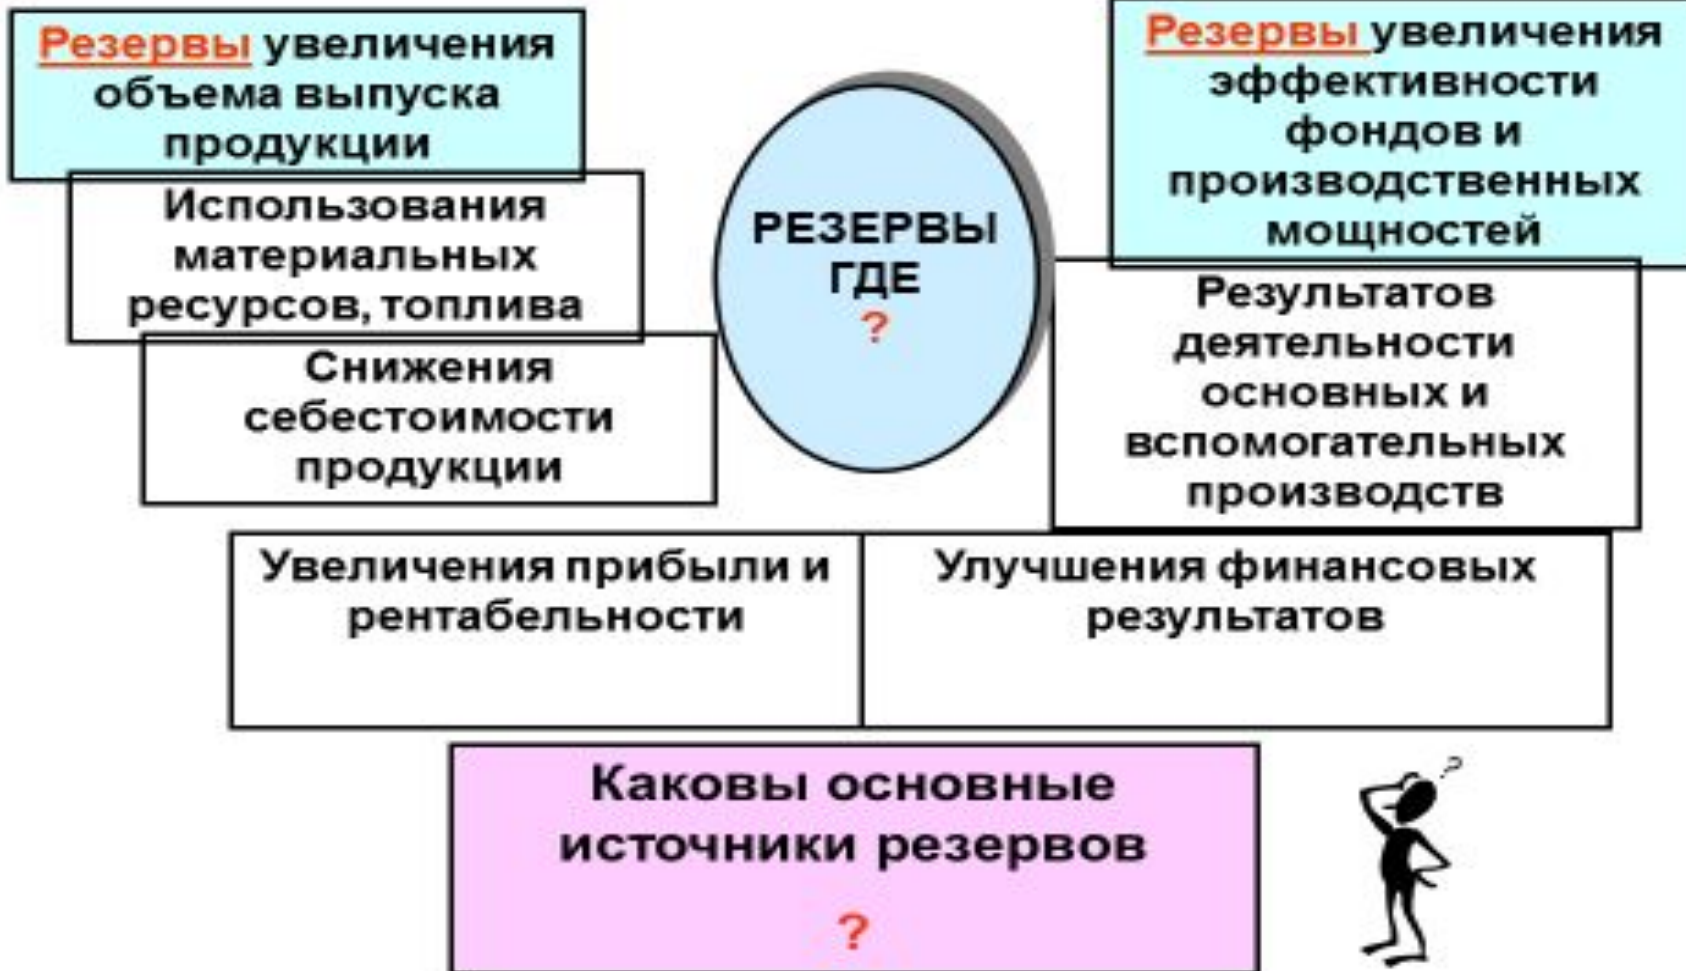 Резервы увеличения
объема выпуска
продукции
Использования
материальных
ресурсов, топлива
Снижения
себестоимости
продукции
РЕЗЕРВЫ
ГДЕ
?
Резервы увеличения
эффективности
фондов и
производственных
мощностей
Результатов
деятельности
основных и
вспомогательных
производств
Увеличения прибыли и
рентабельности
Улучшения финансовых
результатов
Каковы основные
источники резервов
?
?